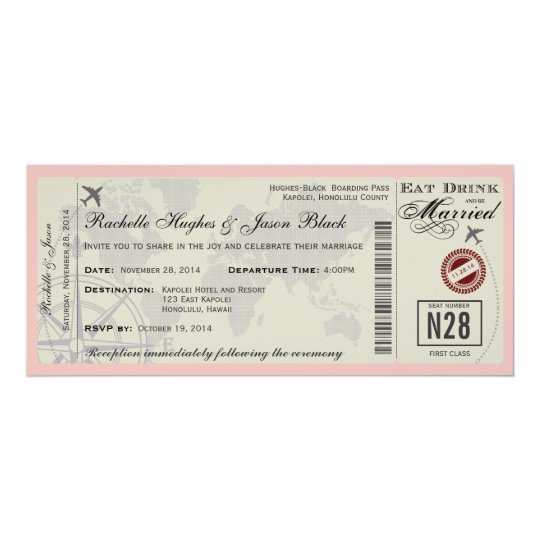 Rachelle & Jason
Saturday, November 28, 2014
Hughes-Black Boarding Pass
Kapolei, Honolulu County
Rachelle Hughes & Jason Black
Invite you to share in the joy and celebrate their marriage
Date: November 28, 2014 Departure Time: 4:00PM
Destination: Kapolei Hotel and Resort
123 East Kapolei
Honolulu, Hawaii
RSVP by: October 19, 2014
Reception immediately following the ceremony
E
Eat Drink
and be
Married
11.28.14
SEAT NUMBER
N28
FIRST CLASS